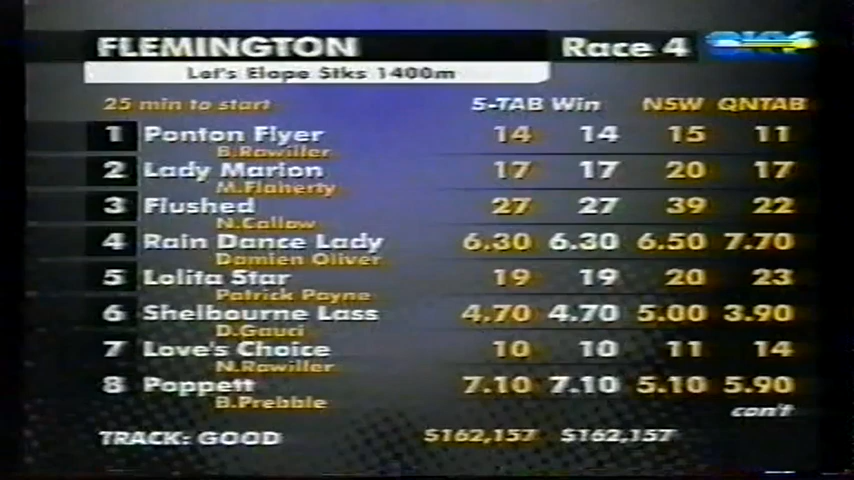 FLEMINGTON Race 4 SKY
Let's Elope Stks 1400m
25 min to start S-TAB Win NSW QNTAB
1 Ponton Flyer 14 14 15 11
B.Rawiller
2 Lady Marion 17 17 20 17
M.Flaherty
3 Flushed 27 27 39 22
N.Callow
4 Rain Dance Lady 6.30 6.30 6.50 7.70
Damien Oliver
5 Lolita Star 19 19 20 23
Patrick Payne
6 Shelbourne Lass 4.70 4.70 5.00 3.90
D.Gauci
7 Love's Choice 10 10 11 14
N.Rawiller
8 Poppett 7.10 7.10 5.10 5.90
B.Prebble
con't
TRACK: GOOD $162,157 $162,157